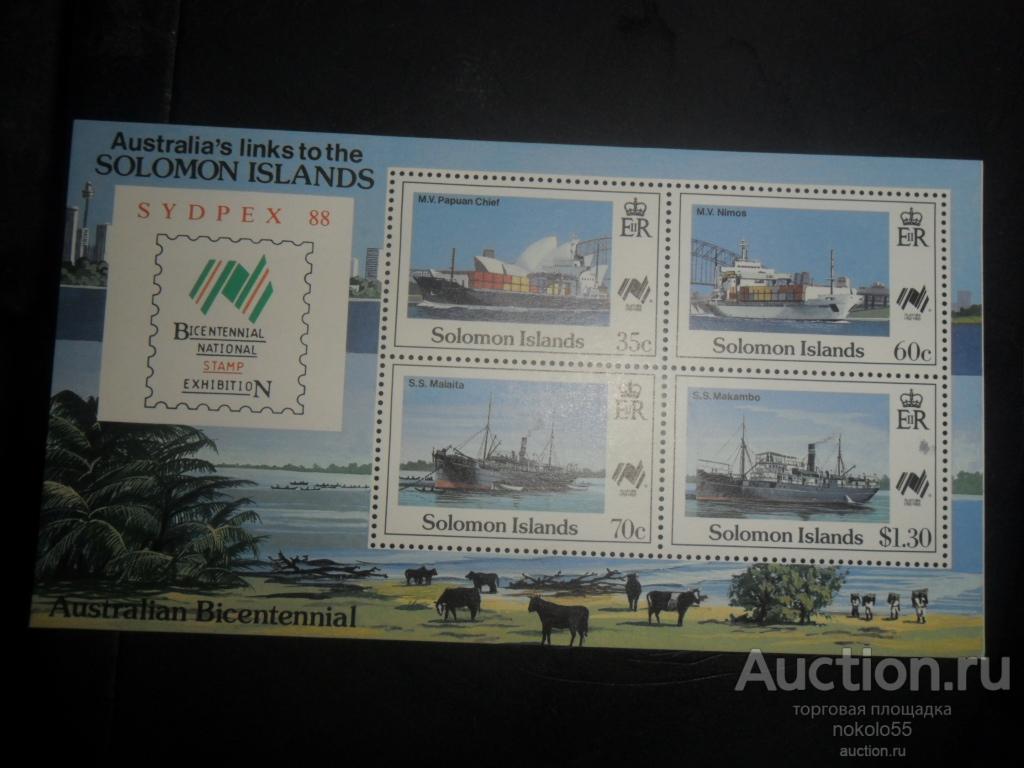 Australia's links to the
SOLOMON ISLANDS
SYDPEX 88
BICENTENNIAL
NATIONAL
STAMP
EXHIBITION
M.V. Papuan Chief
EIIR
Solomon Islands 35c
M.V. Nimos
EIIR
Solomon Islands 60c
S.S. Malaita
EIIR
Solomon Islands 70c
S.S. Makambo
EIIR
Solomon Islands $1.30
Australian Bicentennial
Auction.ru
торговая площадка
nokolo55
auction.ru